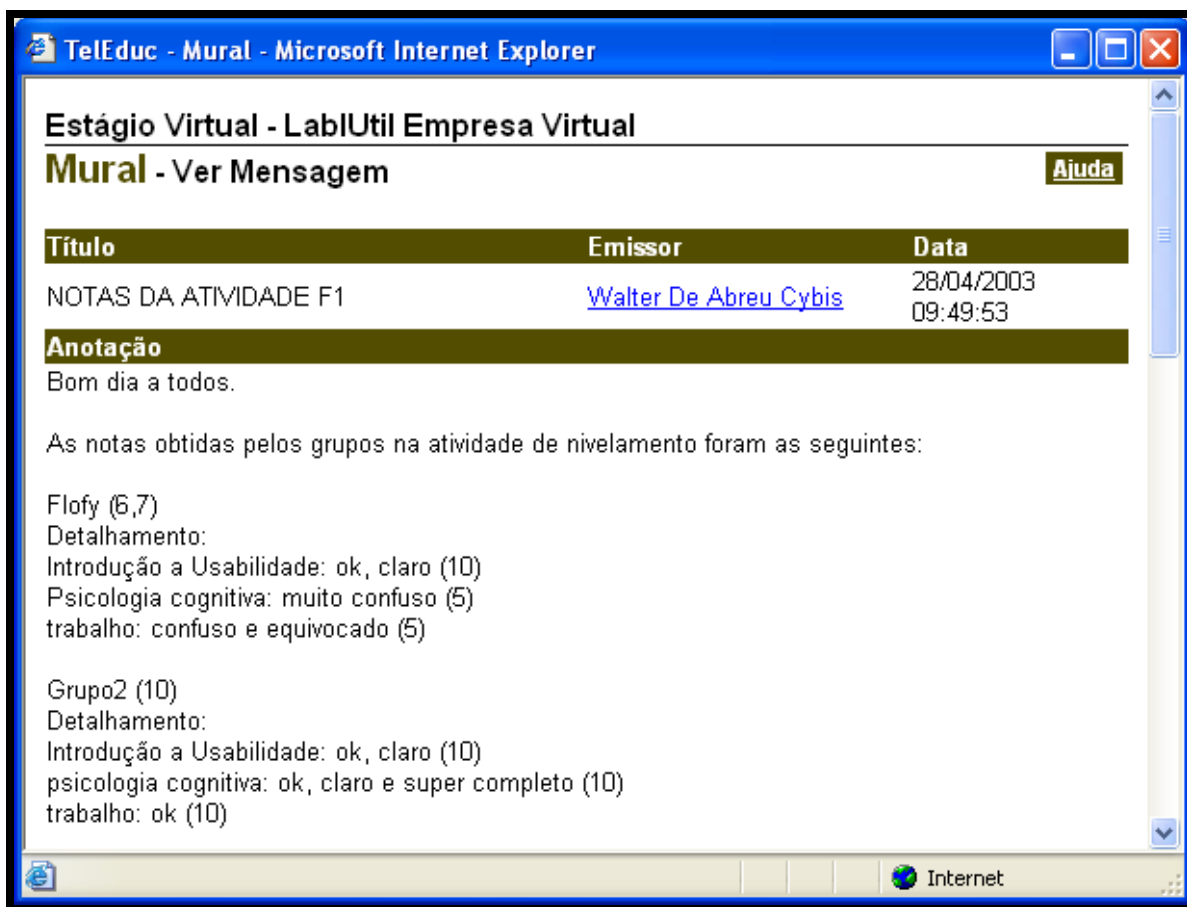 TelEduc - Mural - Microsoft Internet Explorer
Estágio Virtual - LabIUtil Empresa Virtual
Mural - Ver Mensagem
Ajuda
Título Emissor Data
NOTAS DA ATIVIDADE F1 Walter De Abreu Cybis 28/04/2003
09:49:53
Anotação
Bom dia a todos.
As notas obtidas pelos grupos na atividade de nivelamento foram as seguintes:
Flofy (6,7)
Detalhamento:
Introdução a Usabilidade: ok, claro (10)
Psicologia cognitiva: muito confuso (5)
trabalho: confuso e equivocado (5)
Grupo2 (10)
Detalhamento:
Introdução a Usabilidade: ok, claro (10)
psicologia cognitiva: ok, claro e super completo (10)
trabalho: ok (10)
Internet